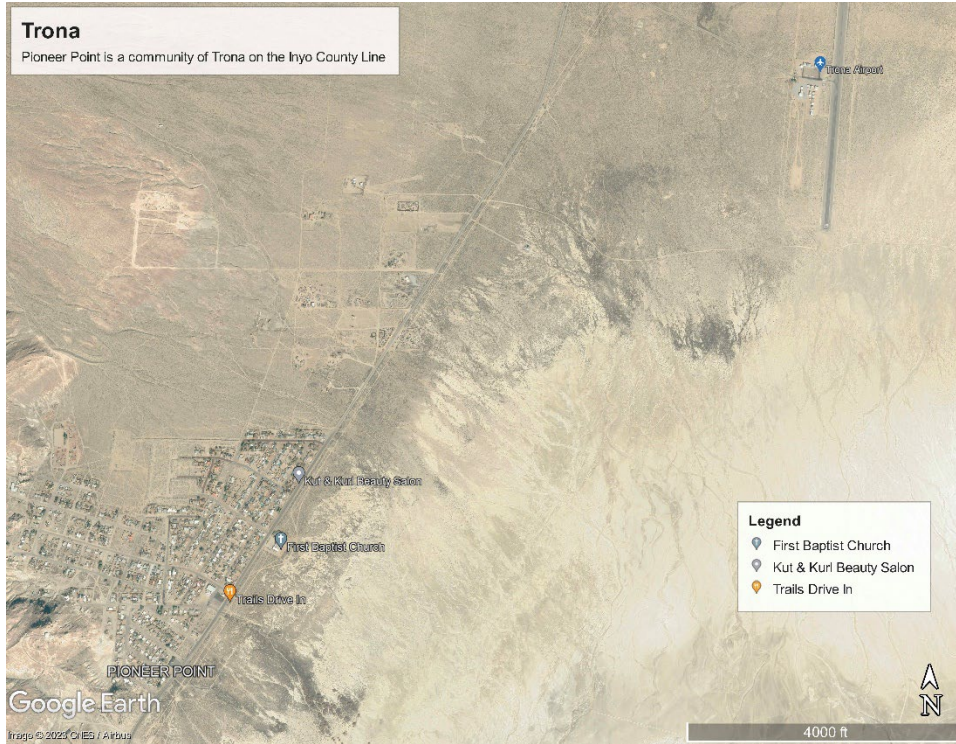 Trona
Pioneer Point is a community of Trona on the Inyo County Line
Trona Airport
Kut & Kurl Beauty Salon
First Baptist Church
Trails Drive In
Legend
First Baptist Church
Kut & Kurl Beauty Salon
Trails Drive In
PIONEER POINT
Google Earth
N
Image © 2023 CNES / Airbus
4000 ft